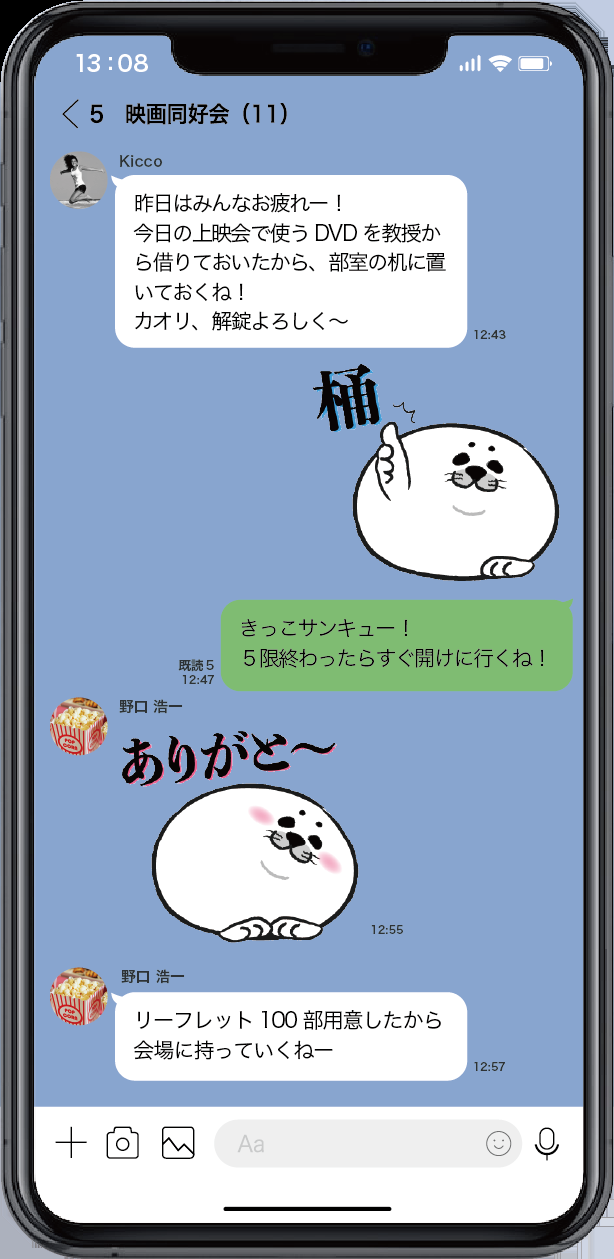 13:08
5 映画同好会（11）
Kicco
昨日はみんなお疲れー！
今日の上映会で使う DVD を教授か
ら借りておいたから、部室の机に置
いておくね！
カオリ、解錠よろしく〜
12:43
桶
きっこサンキュー！
５限終わったらすぐ開けに行くね！
既読 5
12:47
野口 浩一
POP
CORN
ありがと〜
12:55
野口 浩一
POP
CORN
リーフレット 100 部用意したから
会場に持っていくねー
12:57
Aa